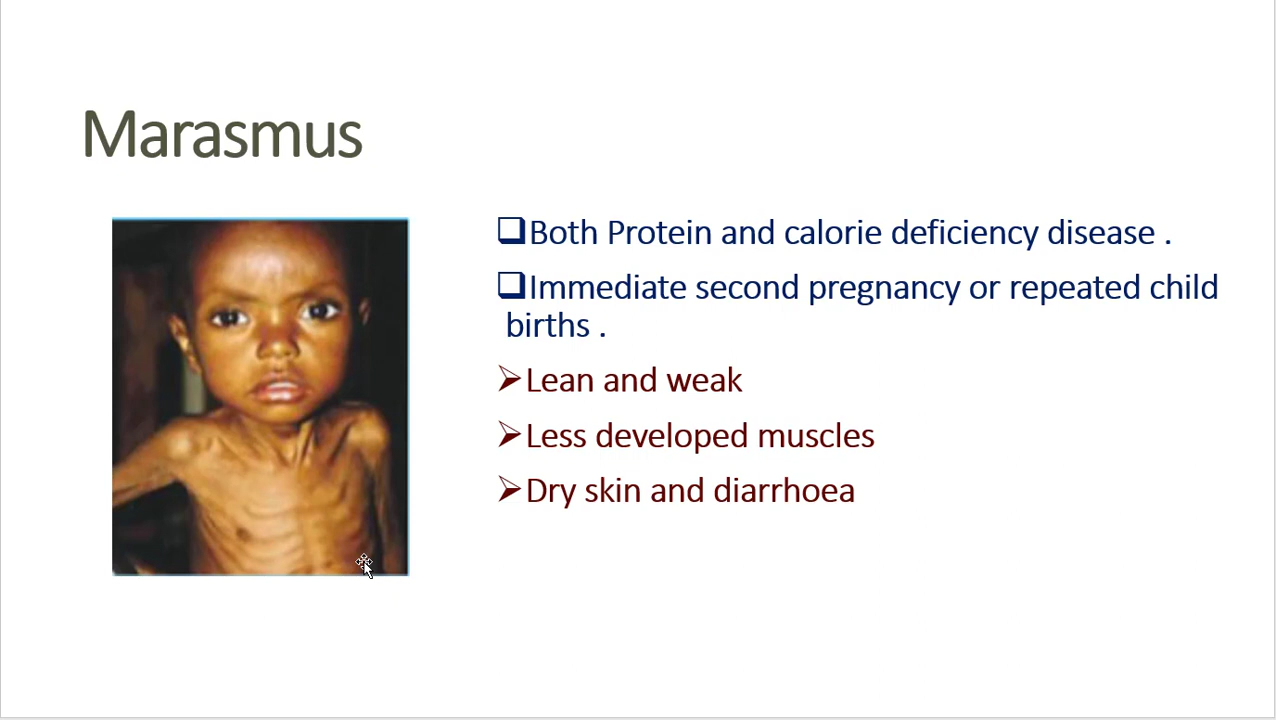 Marasmus
❑Both Protein and calorie deficiency disease .
❑Immediate second pregnancy or repeated child
births .
➢Lean and weak
➢Less developed muscles
➢Dry skin and diarrhoea